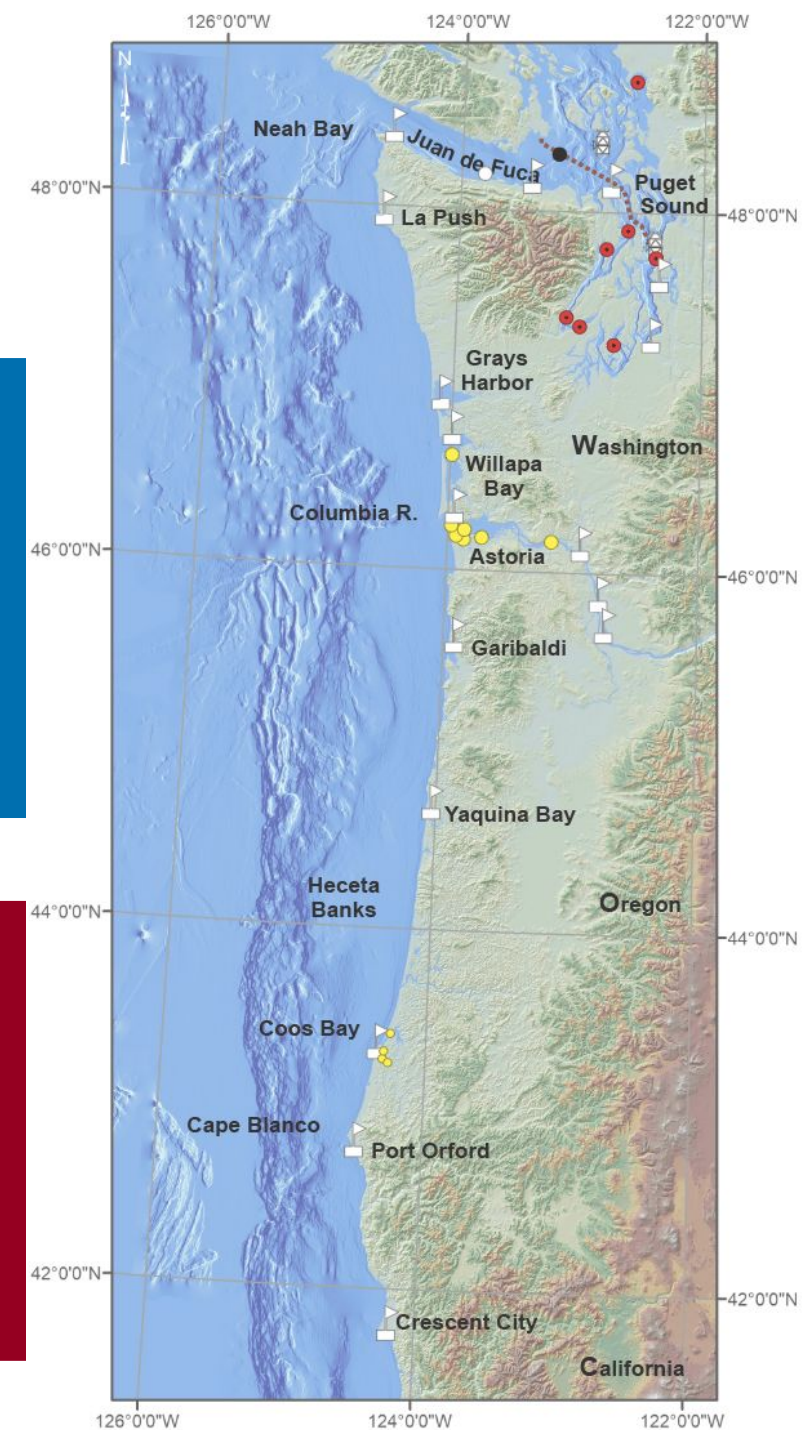 126°0'0"W
124°0'0"W
122°0'0"W
N
Neah Bay
Juan de Fuca
48°0'0"N
Puget
Sound
48°0'0"N
La Push
Grays
Harbor
Washington
Willapa
Bay
Columbia R.
46°0'0"N
Astoria
46°0'0"N
Garibaldi
Yaquina Bay
Heceta
Banks
Oregon
44°0'0"N
44°0'0"N
Coos Bay
Cape Blanco
Port Orford
42°0'0"N
42°0'0"N
Crescent City
California
126°0'0"W
124°0'0"W
122°0'0"W